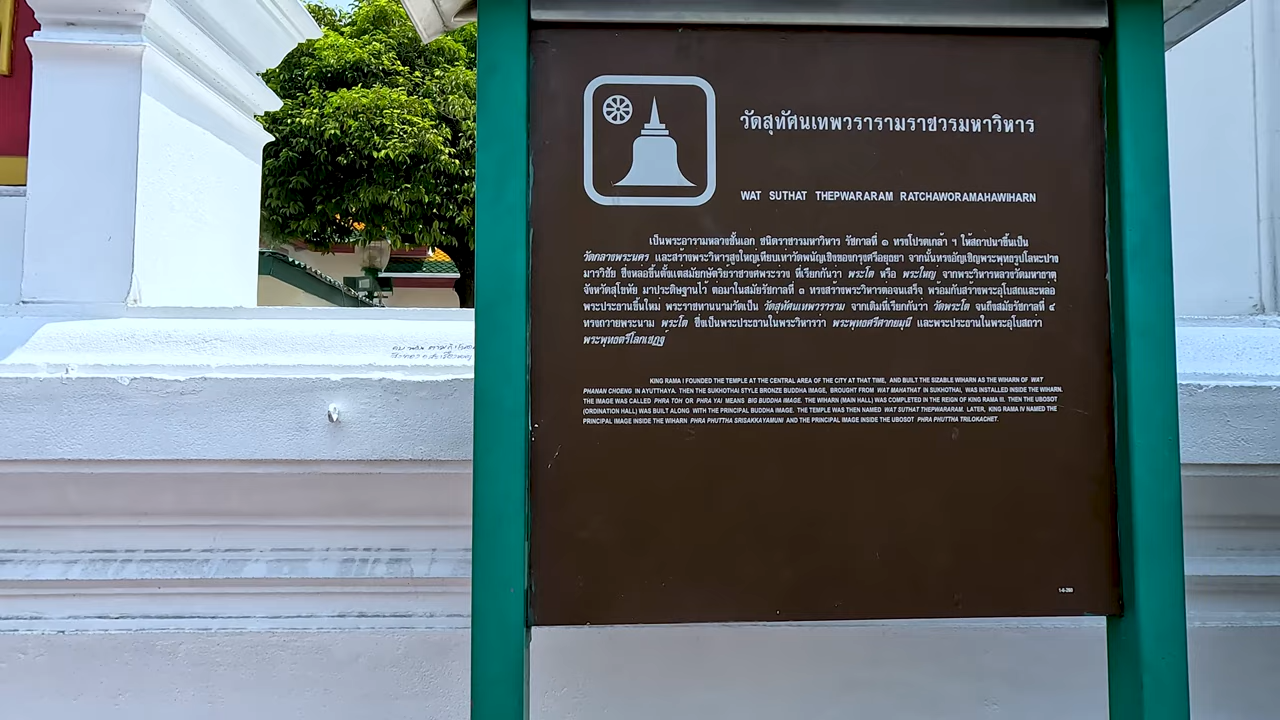 วัดสุทัศนเทพวรารามราชวรมหาวิหาร
WAT SUTHAT THEPWARARAM RATCHAWORAMAHAWIHARN
เป็นพระอารามหลวงชั้นเอก ชนิดราชวรมหาวิหาร รัชกาลที่ ๑ ทรงโปรดเกล้า ฯ ให้สถาปนาขึ้นเป็น
วัดกลางพระนคร และสร้างพระวิหารสูงใหญ่เทียบเท่าวัดพนัญเชิงของกรุงศรีอยุธยา จากนั้นทรงอัญเชิญพระพุทธรูปโลหะปาง
มารวิชัย ซึ่งหล่อขึ้นตั้งแต่สมัยกษัตริยราชวงศ์พระร่วง ที่เรียกกันว่า พระโต หรือ พระใหญ่ จากพระวิหารหลวงวัดมหาธาตุ
จังหวัดสุโขทัย มาประดิษฐานไว้ ต่อมาในสมัยรัชกาลที่ ๓ ทรงสร้างพระวิหารต่อจนเสร็จ พร้อมกับสร้างพระอุโบสถและหล่อ
พระประธานขึ้นใหม่ พระราชทานนามวัดเป็น วัดสุทัศนเทพวราราม จากเดิมที่เรียกกันว่า วัดพระโต จนถึงสมัยรัชกาลที่ ๔
ทรงถวายพระนาม พระโต ซึ่งเป็นพระประธานในพระวิหารว่า พระพุทธศรีศากยมุนี และพระประธานในพระอุโบสถว่า
พระพุทธตรีโลกเชฏฐ์
KING RAMA I FOUNDED THE TEMPLE AT THE CENTRAL AREA OF THE CITY AT THAT TIME, AND BUILT THE SIZABLE WIHARN AS THE WIHARN OF WAT
PHANAN CHOENG IN AYUTTHAYA. THEN THE SUKHOTHAI STYLE BRONZE BUDDHA IMAGE, BROUGHT FROM WAT MAHATHAT IN SUKHOTHAI, WAS INSTALLED INSIDE THE WIHARN.
THE IMAGE WAS CALLED PHRA TOH OR PHRA YAI MEANS BIG BUDDHA IMAGE. THE WIHARN (MAIN HALL) WAS COMPLETED IN THE REIGN OF KING RAMA III. THEN THE UBOSOT
(ORDINATION HALL) WAS BUILT ALONG WITH THE PRINCIPAL BUDDHA IMAGE. THE TEMPLE WAS THEN NAMED WAT SUTHAT THEPWARARAM. LATER, KING RAMA IV NAMED THE
PRINCIPAL IMAGE INSIDE THE WIHARN PHRA PHUTTHA SRISAKKAYAMUNI AND THE PRINCIPAL IMAGE INSIDE THE UBOSOT PHRA PHUTTHA TRILOKACHET.
1-6-280